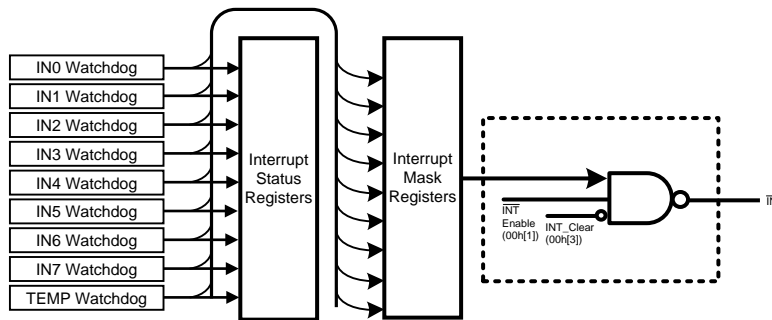 IN0 Watchdog
IN1 Watchdog
IN2 Watchdog
IN3 Watchdog
IN4 Watchdog
IN5 Watchdog
IN6 Watchdog
IN7 Watchdog
TEMP Watchdog
Interrupt
Status
Registers
Interrupt
Mask
Registers
INT
Enable
(00h[1])
INT_Clear
(00h[3])